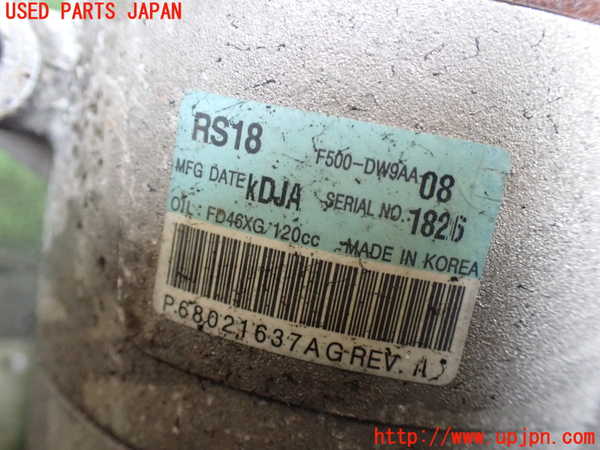 USED PARTS JAPAN
RS18 F500-DW9AA 08
MFG DATE kDJA SERIAL NO. 1826
OIL : FD46XG/120cc MADE IN KOREA
P.68021637AG-REV.
http://www.upjpn.com/